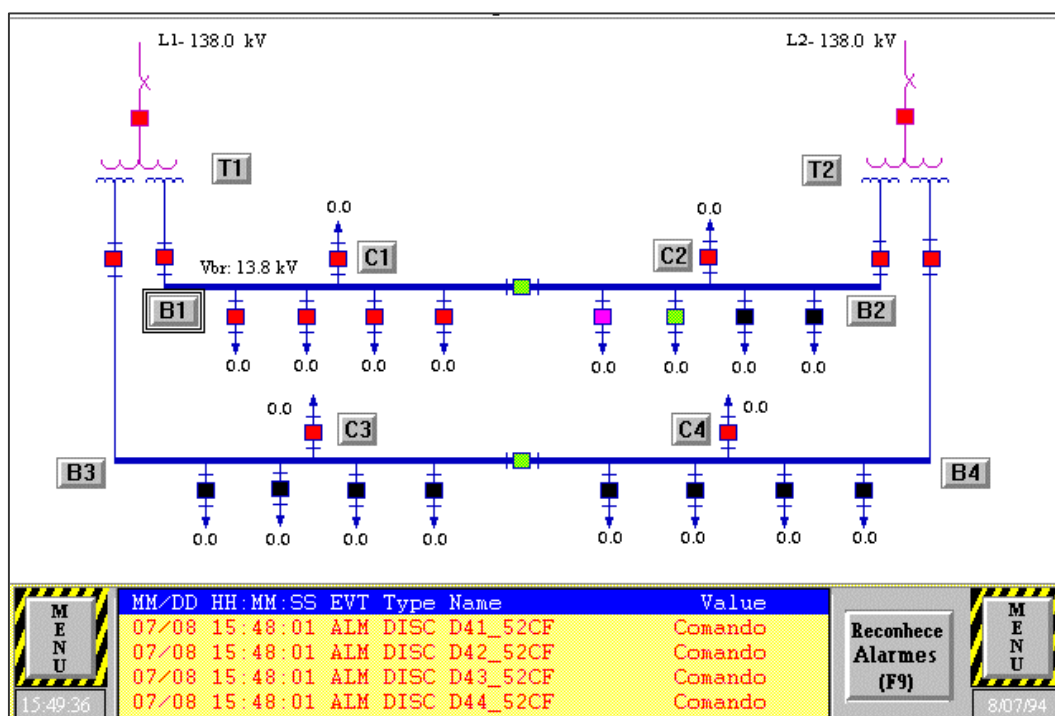 L1- 138.0 kV
L2- 138.0 kV
T1
T2
0.0
0.0
C1
C2
Vbr: 13.8 kV
B1
B2
0.0 0.0 0.0 0.0 0.0 0.0 0.0 0.0
0.0
0.0
C3
C4
B3
B4
0.0 0.0 0.0 0.0 0.0 0.0 0.0 0.0
MENU
MM/DD HH:MM:SS EVT Type Name Value
07/08 15:48:01 ALM DISC D41_52CF Comando
07/08 15:48:01 ALM DISC D42_52CF Comando
07/08 15:48:01 ALM DISC D43_52CF Comando
07/08 15:48:01 ALM DISC D44_52CF Comando
Reconhece
Alarmes
(F9)
MENU
15:49:36
8/07/94